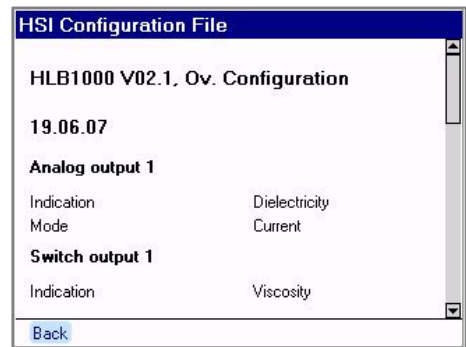 HSI Configuration File
HLB1000 V02.1, Ov. Configuration
19.06.07
Analog output 1
Indication Dielectricity
Mode Current
Switch output 1
Indication Viscosity
Back